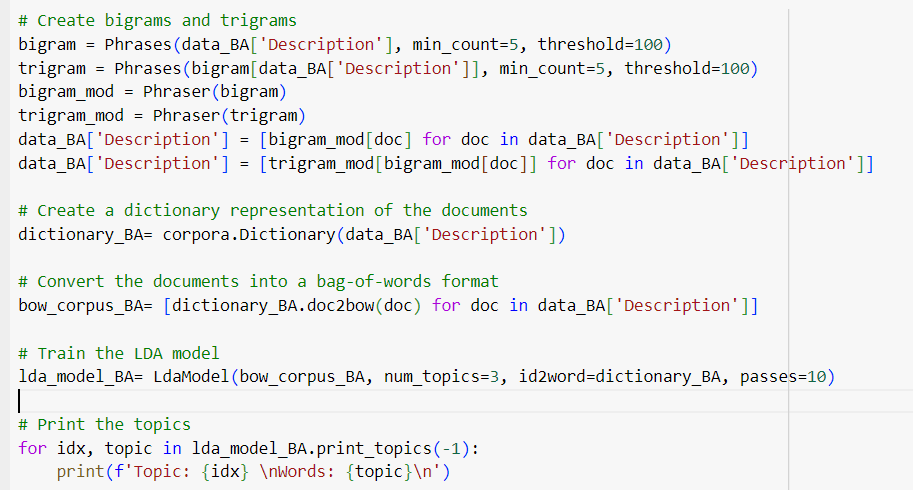 # Create bigrams and trigrams
bigram = Phrases(data_BA['Description'], min_count=5, threshold=100)
trigram = Phrases(bigram[data_BA['Description']], min_count=5, threshold=100)
bigram_mod = Phraser(bigram)
trigram_mod = Phraser(trigram)
data_BA['Description'] = [bigram_mod[doc] for doc in data_BA['Description']]
data_BA['Description'] = [trigram_mod[bigram_mod[doc]] for doc in data_BA['Description']]
# Create a dictionary representation of the documents
dictionary_BA= corpora.Dictionary(data_BA['Description'])
# Convert the documents into a bag-of-words format
bow_corpus_BA= [dictionary_BA.doc2bow(doc) for doc in data_BA['Description']]
# Train the LDA model
lda_model_BA= LdaModel(bow_corpus_BA, num_topics=3, id2word=dictionary_BA, passes=10)
# Print the topics
for idx, topic in lda_model_BA.print_topics(-1):
    print(f'Topic: {idx} \nWords: {topic}\n')